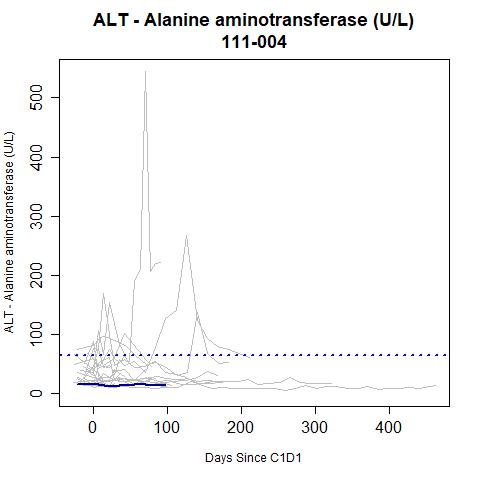 ALT - Alanine aminotransferase (U/L)
111-004
ALT - Alanine aminotransferase (U/L)
500
400
300
200
100
0
0 100 200 300 400
Days Since C1D1